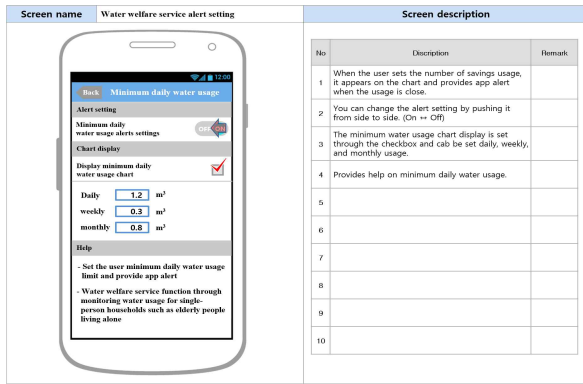 Screen name
Water welfare service alert setting
Screen description
12:00
Back
Minimum daily water usage
Alert setting
Minimum daily
water usage alerts settings
OFF ON
Chart display
Display minimum daily
water usage chart
Daily 1.2 m³
weekly 0.3 m³
monthly 0.8 m³
Help
- Set the user minimum daily water usage
limit and provide app alert
- Water welfare service function through
monitoring water usage for single-
person households such as elderly people
living alone
No Discription Remark
1 When the user sets the number of savings usage,
it appears on the chart and provides app alert
when the usage is close.
2 You can change the alert setting by pushing it
from side to side. (On ↔ Off)
3 The minimum water usage chart display is set
through the checkbox and cab be set daily, weekly,
and monthly usage.
4 Provides help on minimum daily water usage.
5
6
7
8
9
10